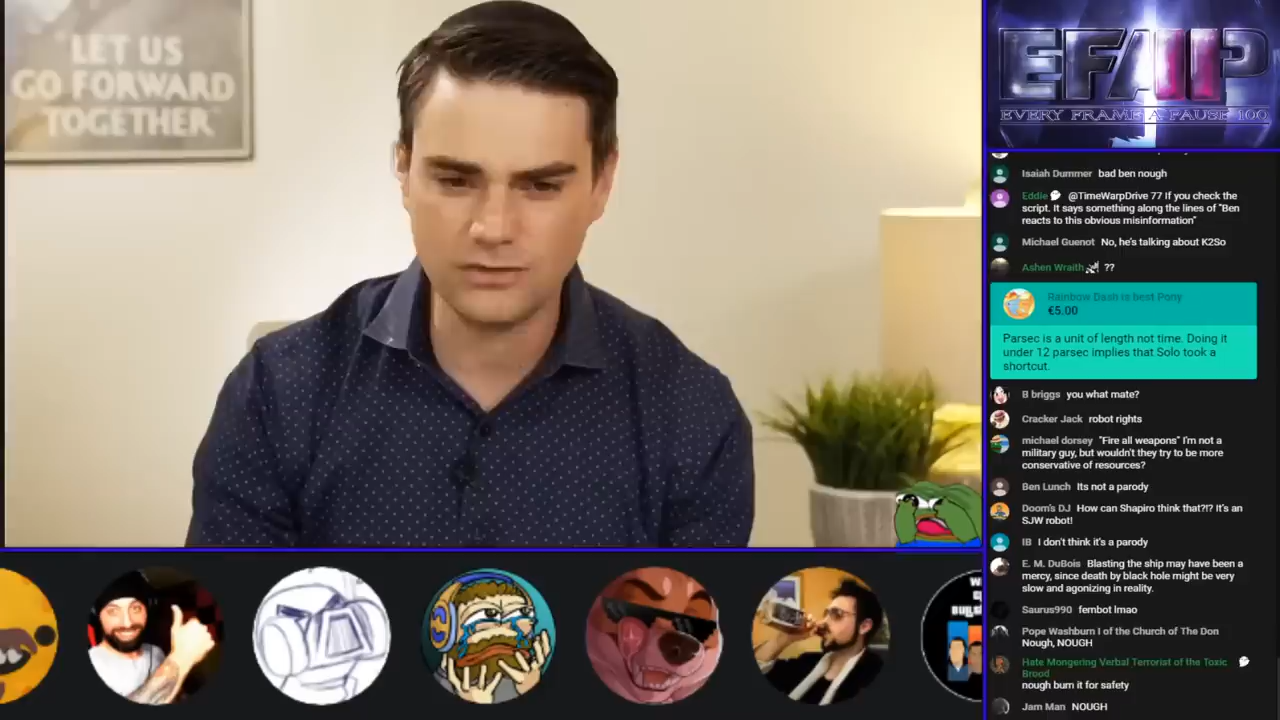 "LET US
GO FORWARD
TOGETHER"
EFAP
EVERY FRAME A PAUSE 100
Isaiah Dummer bad ben nough
Eddie @TimeWarpDrive 77 If you check the
script. It says something along the lines of "Ben
reacts to this obvious misinformation"
Michael Guenot No, he's talking about K2So
Ashen Wraith ??
Rainbow Dash is best Pony
€5.00
Parsec is a unit of length not time. Doing it
under 12 parsec implies that Solo took a
shortcut.
B briggs you what mate?
Cracker Jack robot rights
michael dorsey "Fire all weapons" I'm not a
military guy, but wouldn't they try to be more
conservative of resources?
Ben Lunch Its not a parody
Doom's DJ How can Shapiro think that?!? It's an
SJW robot!
IB I don't think it's a parody
E. M. DuBois Blasting the ship may have been a
mercy, since death by black hole might be very
slow and agonizing in reality.
Saurus990 fembot lmao
Pope Washburn I of the Church of The Don
Nough, NOUGH
Hate Mongering Verbal Terrorist of the Toxic
Brood
nough burn it for safety
Jam Man NOUGH